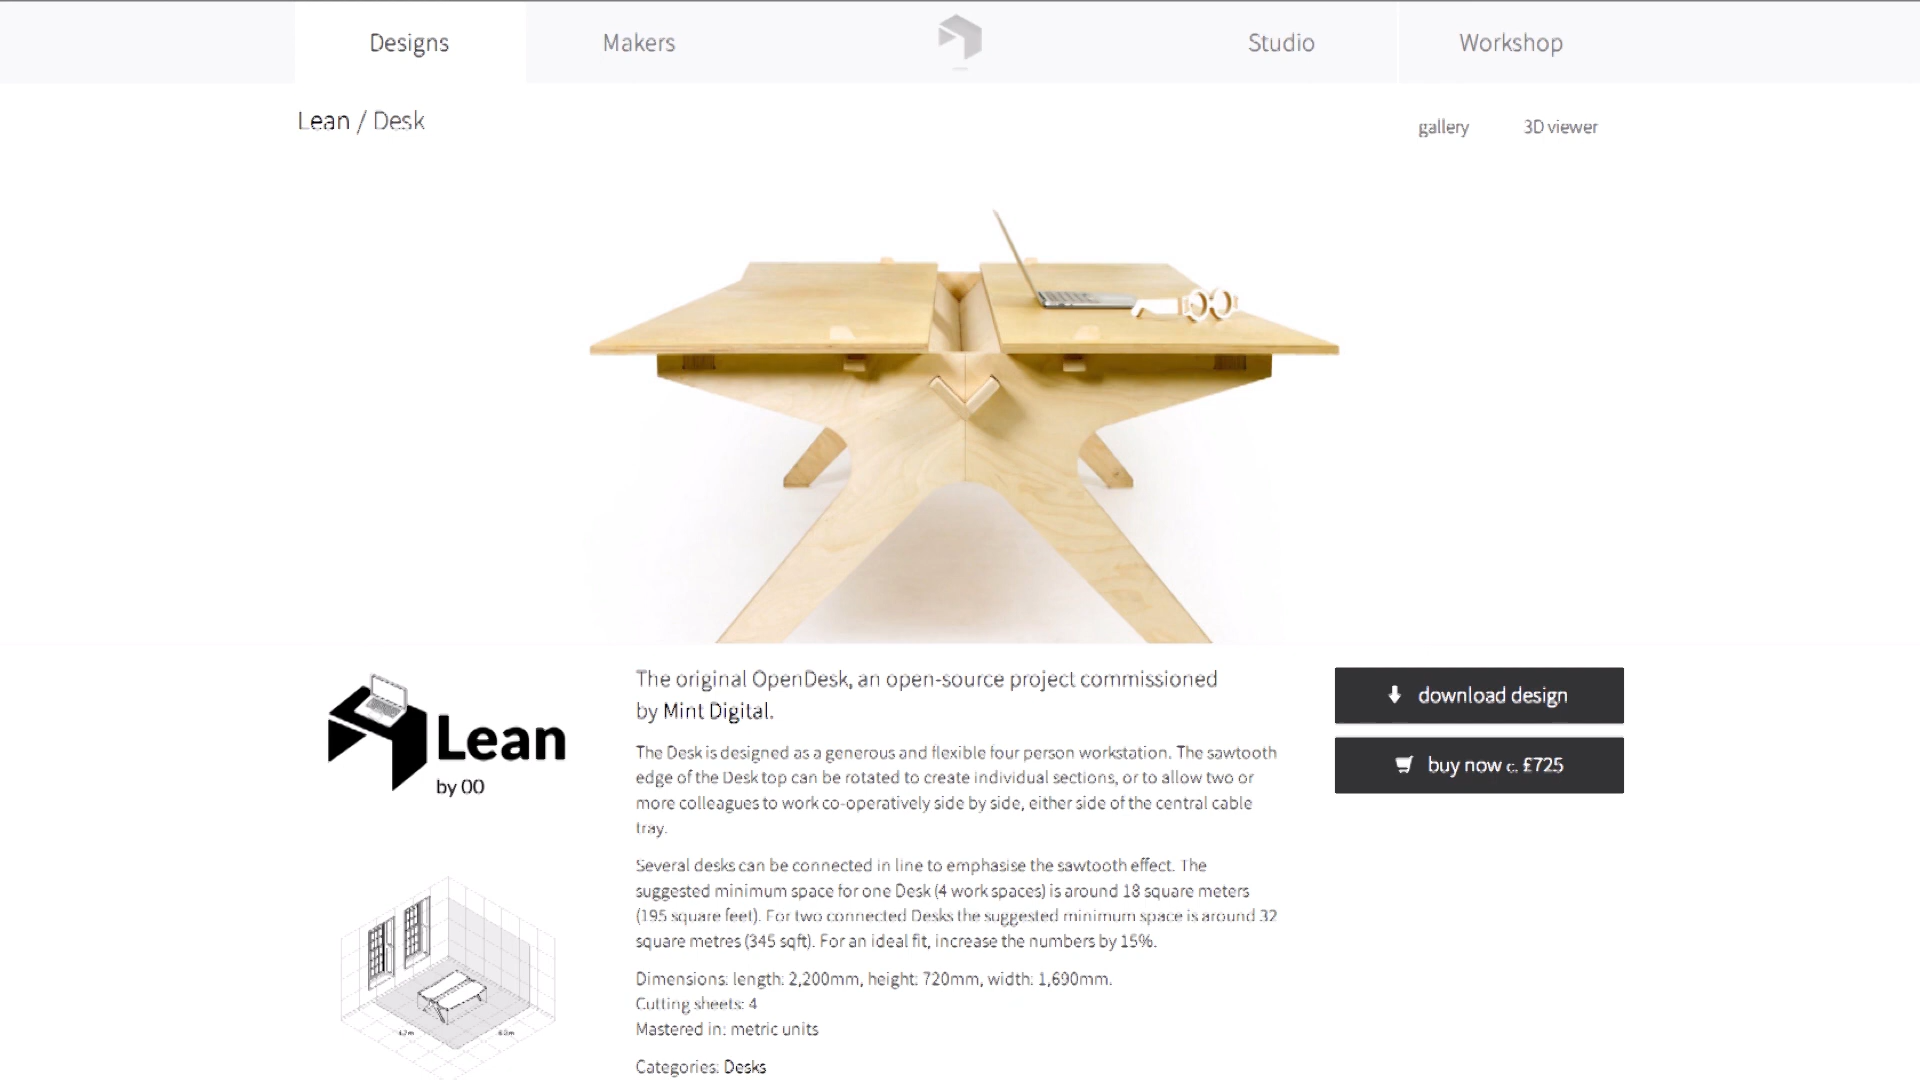 Designs
Makers
Studio
Workshop
Lean / Desk
gallery
3D viewer
Lean
by 00
The original OpenDesk, an open-source project commissioned
by Mint Digital.
The Desk is designed as a generous and flexible four person workstation. The sawtooth
edge of the Desk top can be rotated to create individual sections, or to allow two or
more colleagues to work co-operatively side by side, either side of the central cable
tray.
Several desks can be connected in line to emphasise the sawtooth effect. The
suggested minimum space for one Desk (4 work spaces) is around 18 square meters
(195 square feet). For two connected Desks the suggested minimum space is around 32
square metres (345 sqft). For an ideal fit, increase the numbers by 15%.
Dimensions: length: 2,200mm, height: 720mm, width: 1,690mm.
Cutting sheets: 4
Mastered in: metric units
Categories: Desks
download design
buy now c. £725